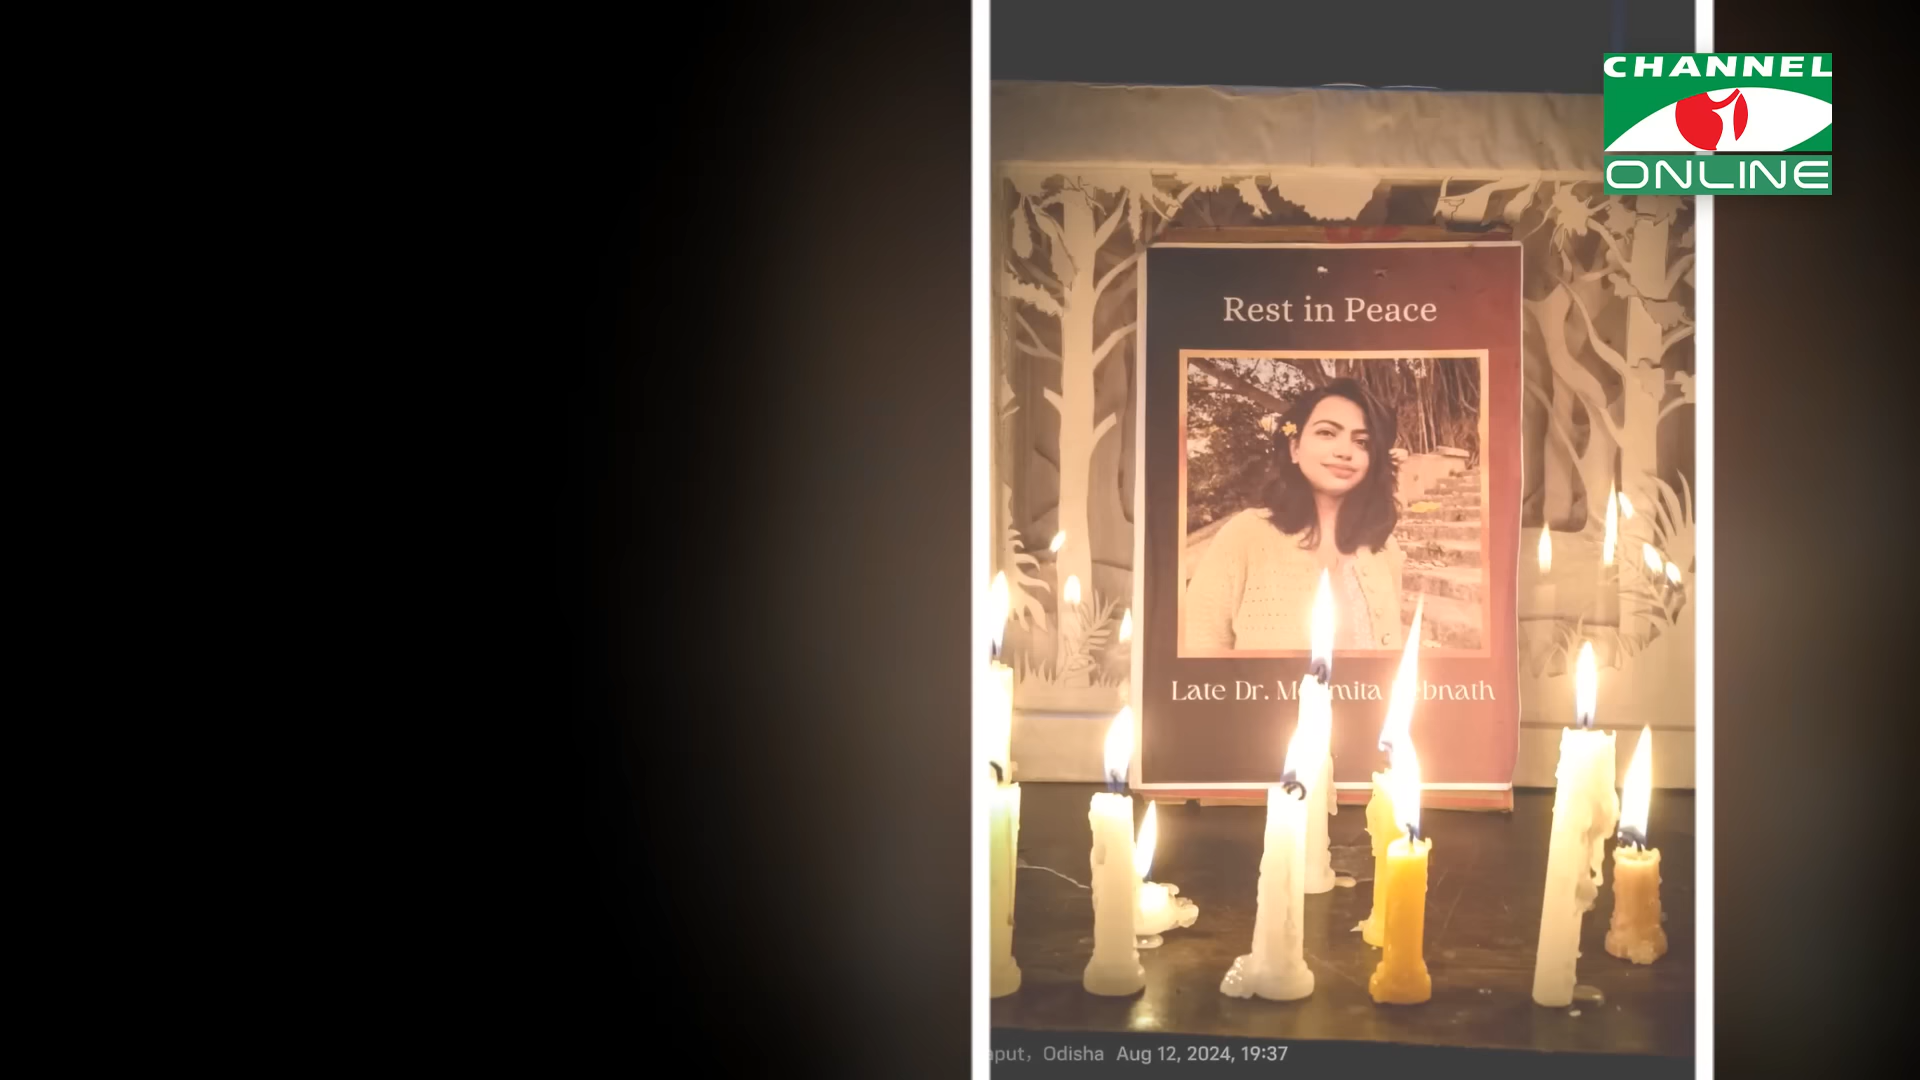 CHANNEL
ONLINE
Rest in Peace
Late Dr.
Odisha Aug 12, 2024, 19:37